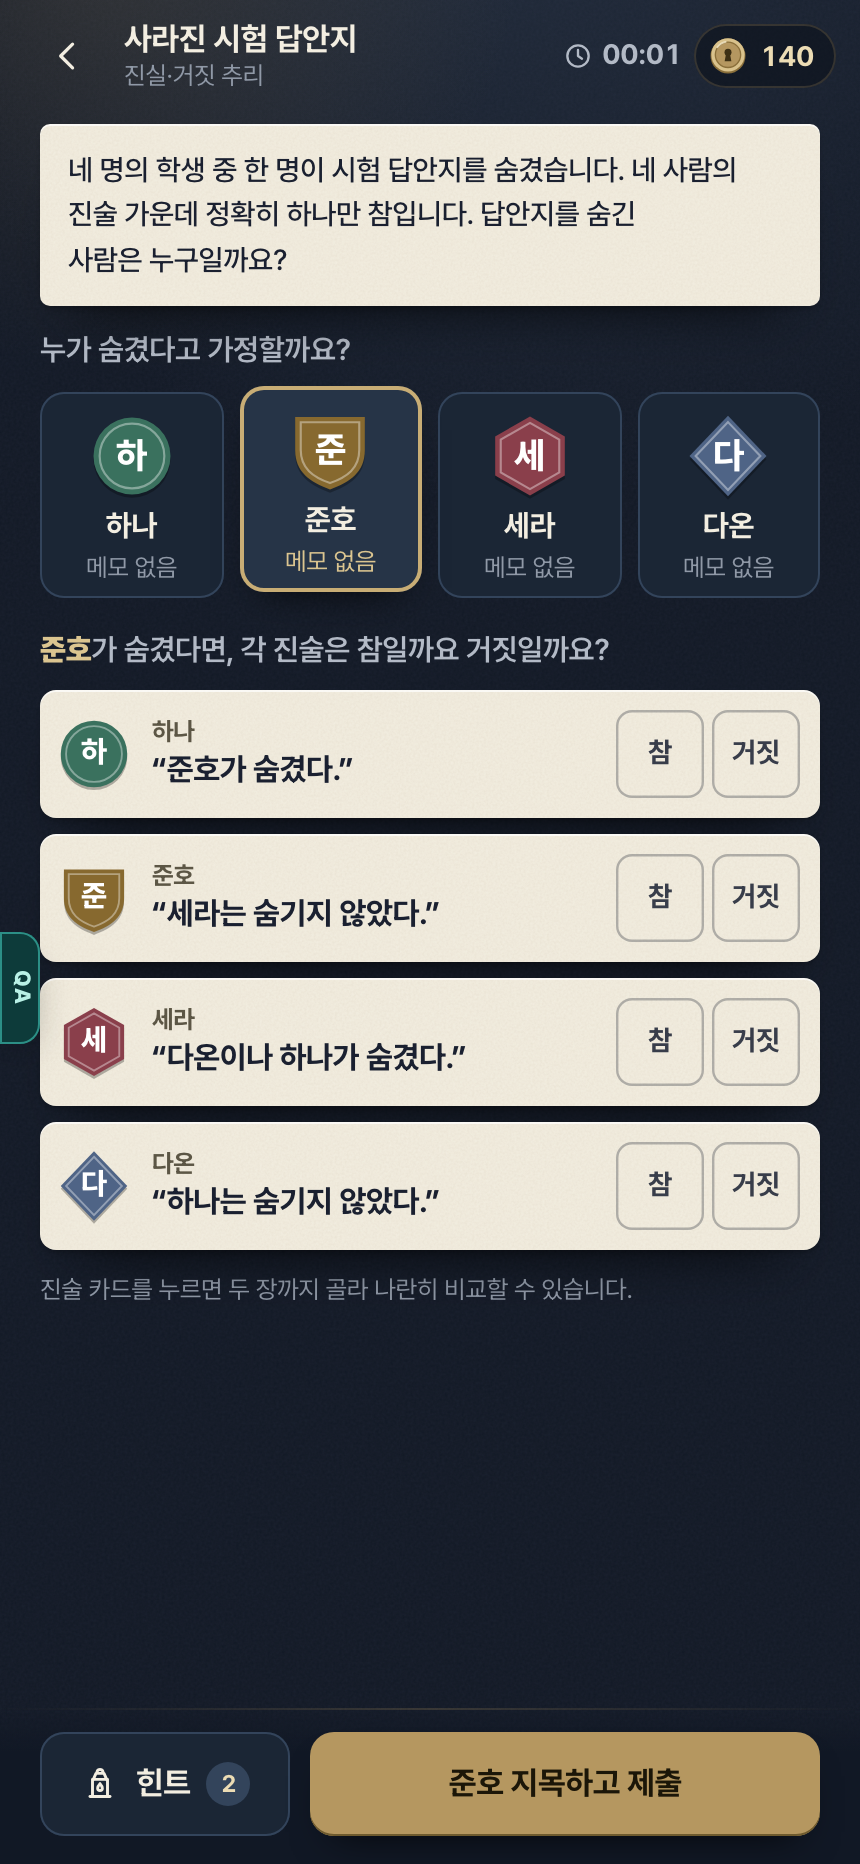 사라진 시험 답안지
진실·거짓 추리
00:01
140
네 명의 학생 중 한 명이 시험 답안지를 숨겼습니다. 네 사람의
진술 가운데 정확히 하나만 참입니다. 답안지를 숨긴
사람은 누구일까요?
누가 숨겼다고 가정할까요?
하
하나
메모 없음
준
준호
메모 없음
세
세라
메모 없음
다
다온
메모 없음
준호가 숨겼다면, 각 진술은 참일까요 거짓일까요?
하
하나
“준호가 숨겼다.”
참
거짓
준
준호
“세라는 숨기지 않았다.”
참
거짓
QA
세
세라
“다온이나 하나가 숨겼다.”
참
거짓
다
다온
“하나는 숨기지 않았다.”
참
거짓
진술 카드를 누르면 두 장까지 골라 나란히 비교할 수 있습니다.
힌트 2
준호 지목하고 제출